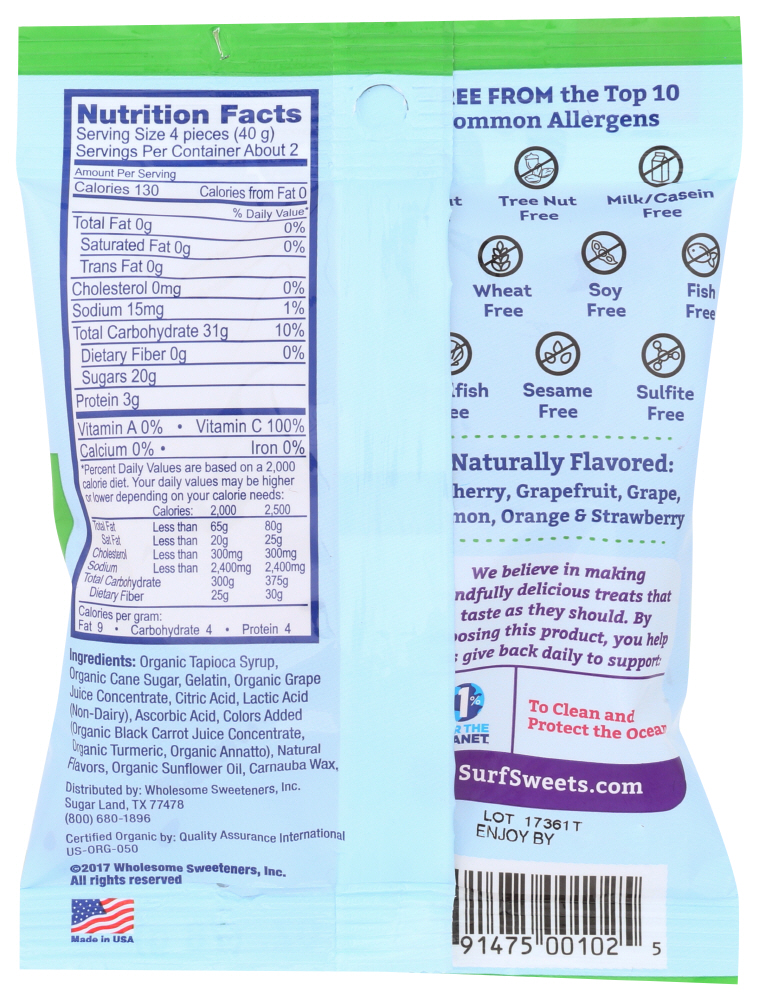 Nutrition Facts
Serving Size 4 pieces (40 g)
Servings Per Container About 2
Amount Per Serving
Calories 130 Calories from Fat 0
% Daily Value*
Total Fat 0g 0%
Saturated Fat 0g 0%
Trans Fat 0g
Cholesterol 0mg 0%
Sodium 15mg 1%
Total Carbohydrate 31g 10%
Dietary Fiber 0g 0%
Sugars 20g
Protein 3g
Vitamin A 0% • Vitamin C 100%
Calcium 0% • Iron 0%
*Percent Daily Values are based on a 2,000
calorie diet. Your daily values may be higher
or lower depending on your calorie needs:
Calories: 2,000 2,500
Total Fat Less than 65g 80g
Sat Fat Less than 20g 25g
Cholesterol Less than 300mg 300mg
Sodium Less than 2,400mg 2,400mg
Total Carbohydrate 300g 375g
Dietary Fiber 25g 30g
Calories per gram:
Fat 9 • Carbohydrate 4 • Protein 4
Ingredients: Organic Tapioca Syrup,
Organic Cane Sugar, Gelatin, Organic Grape
Juice Concentrate, Citric Acid, Lactic Acid
(Non-Dairy), Ascorbic Acid, Colors Added
(Organic Black Carrot Juice Concentrate,
Organic Turmeric, Organic Annatto), Natural
Flavors, Organic Sunflower Oil, Carnauba Wax,
Distributed by: Wholesome Sweeteners, Inc.
Sugar Land, TX 77478
(800) 680-1896
Certified Organic by: Quality Assurance International
US-ORG-050
©2017 Wholesome Sweeteners, Inc.
All rights reserved
Made in USA
EE FROM the Top 10
ommon Allergens
ut Tree Nut Milk/Casein
Free Free
Wheat Soy Fish
Free Free Free
lfish Sesame Sulfite
ee Free Free
Naturally Flavored:
herry, Grapefruit, Grape,
mon, Orange & Strawberry
We believe in making
ndfully delicious treats that
taste as they should. By
osing this product, you help
give back daily to support:
1%
R THE
ANET
To Clean and
Protect the Ocean
SurfSweets.com
LOT 17361T
ENJOY BY
91475 00102 5